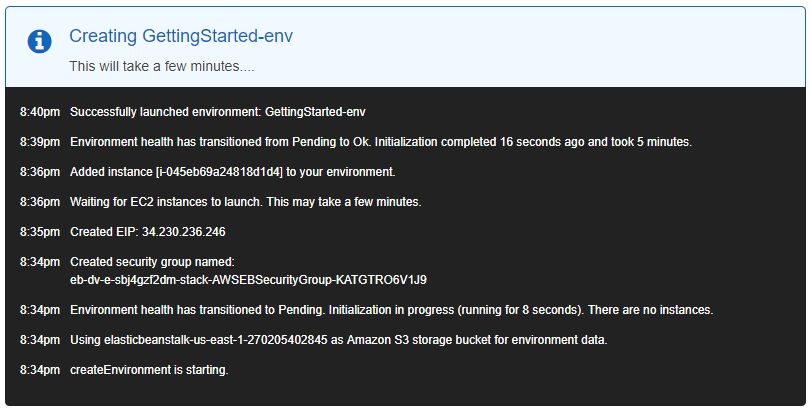 Creating GettingStarted-env
This will take a few minutes....
8:40pm Successfully launched environment: GettingStarted-env
8:39pm Environment health has transitioned from Pending to Ok. Initialization completed 16 seconds ago and took 5 minutes.
8:36pm Added instance [i-045eb69a24818d1d4] to your environment.
8:36pm Waiting for EC2 instances to launch. This may take a few minutes.
8:35pm Created EIP: 34.230.236.246
8:34pm Created security group named:
eb-dv-e-sbj4gzf2dm-stack-AWSEBSecurityGroup-KATGTRO6V1J9
8:34pm Environment health has transitioned to Pending. Initialization in progress (running for 8 seconds). There are no instances.
8:34pm Using elasticbeanstalk-us-east-1-270205402845 as Amazon S3 storage bucket for environment data.
8:34pm createEnvironment is starting.